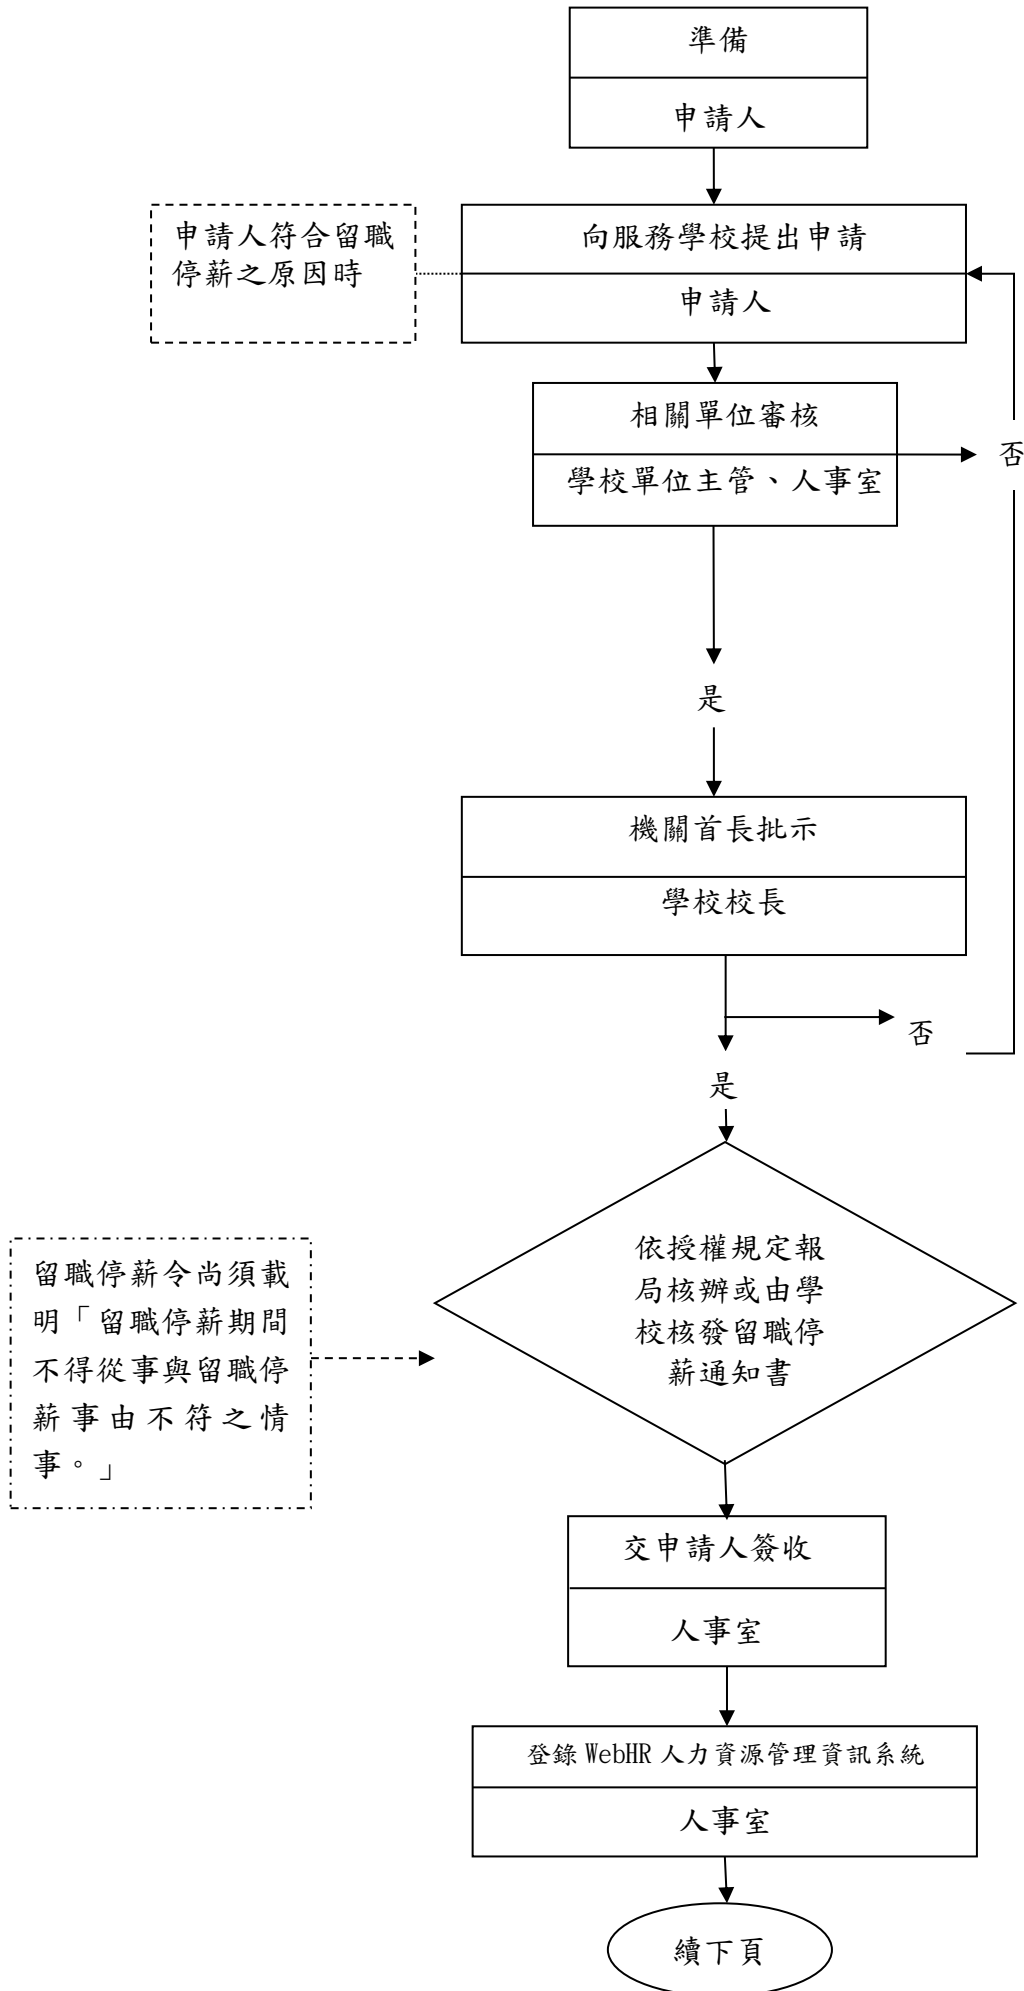 準備
申請人
申請人符合留職
停薪之原因時
向服務學校提出申請
申請人
相關單位審核
學校單位主管、人事室
否
是
機關首長批示
學校校長
否
是
依授權規定報
局核辦或由學
校核發留職停
薪通知書
留職停薪令尚須載
明「留職停薪期間
不得從事與留職停
薪事由不符之情
事。」
交申請人簽收
人事室
登錄 WebHR 人力資源管理資訊系統
人事室
續下頁